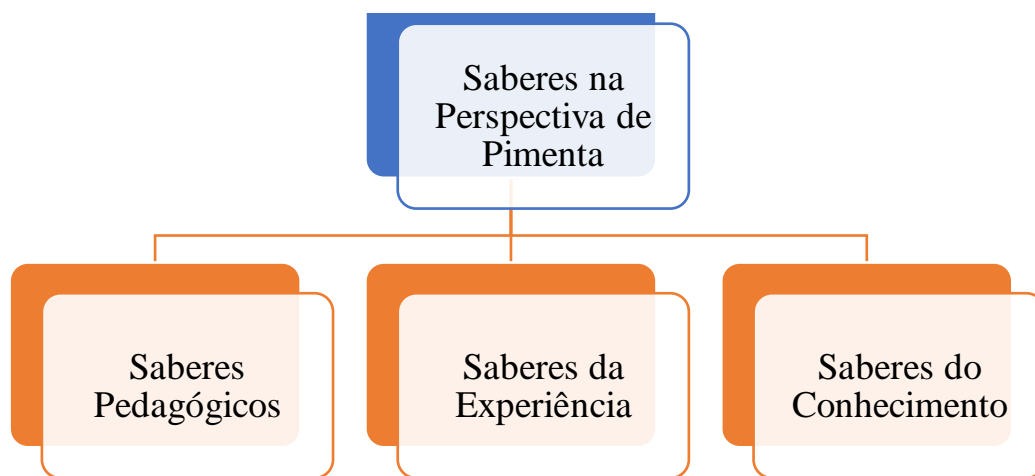 Saberes na
Perspectiva de
Pimenta
Saberes
Pedagógicos
Saberes da
Experiência
Saberes do
Conhecimento